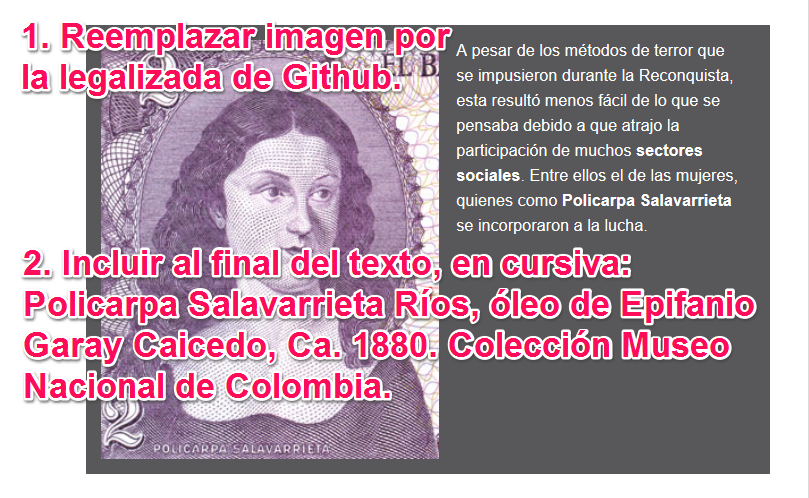 1. Reemplazar imagen por
la legalizada de Github.
EL B
A pesar de los métodos de terror que
se impusieron durante la Reconquista,
esta resultó menos fácil de lo que se
pensaba debido a que atrajo la
participación de muchos sectores
sociales. Entre ellos el de las mujeres,
quienes como Policarpa Salavarrieta
se incorporaron a la lucha.
2. Incluir al final del texto, en cursiva:
Policarpa Salavarrieta Ríos, óleo de Epifanio
Garay Caicedo, Ca. 1880. Colección Museo
Nacional de Colombia.
2
POLICARPA SALAVARRIETA